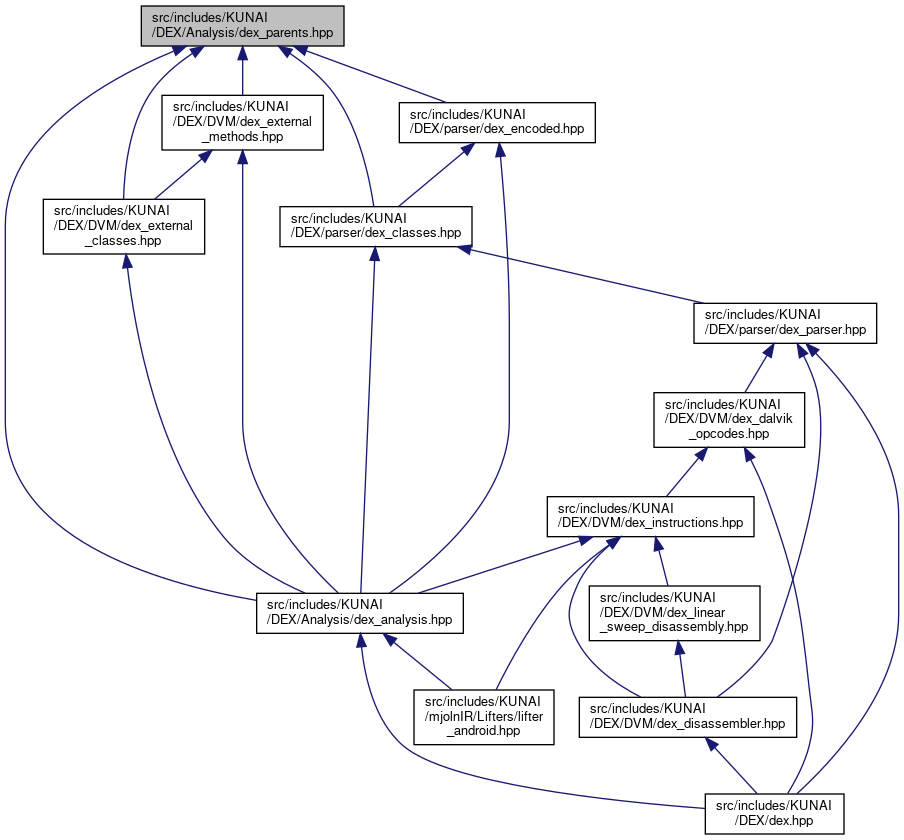 src/includes/KUNAI
/DEX/Analysis/dex_parents.hpp
src/includes/KUNAI
/DEX/DVM/dex_external
_methods.hpp
src/includes/KUNAI
/DEX/parser/dex_encoded.hpp
src/includes/KUNAI
/DEX/DVM/dex_external
_classes.hpp
src/includes/KUNAI
/DEX/parser/dex_classes.hpp
src/includes/KUNAI
/DEX/parser/dex_parser.hpp
src/includes/KUNAI
/DEX/DVM/dex_dalvik
_opcodes.hpp
src/includes/KUNAI
/DEX/DVM/dex_instructions.hpp
src/includes/KUNAI
/DEX/Analysis/dex_analysis.hpp
src/includes/KUNAI
/DEX/DVM/dex_linear
_sweep_disassembly.hpp
src/includes/KUNAI
/mjolnIR/Lifters/lifter
_android.hpp
src/includes/KUNAI
/DEX/DVM/dex_disassembler.hpp
src/includes/KUNAI
/DEX/dex.hpp